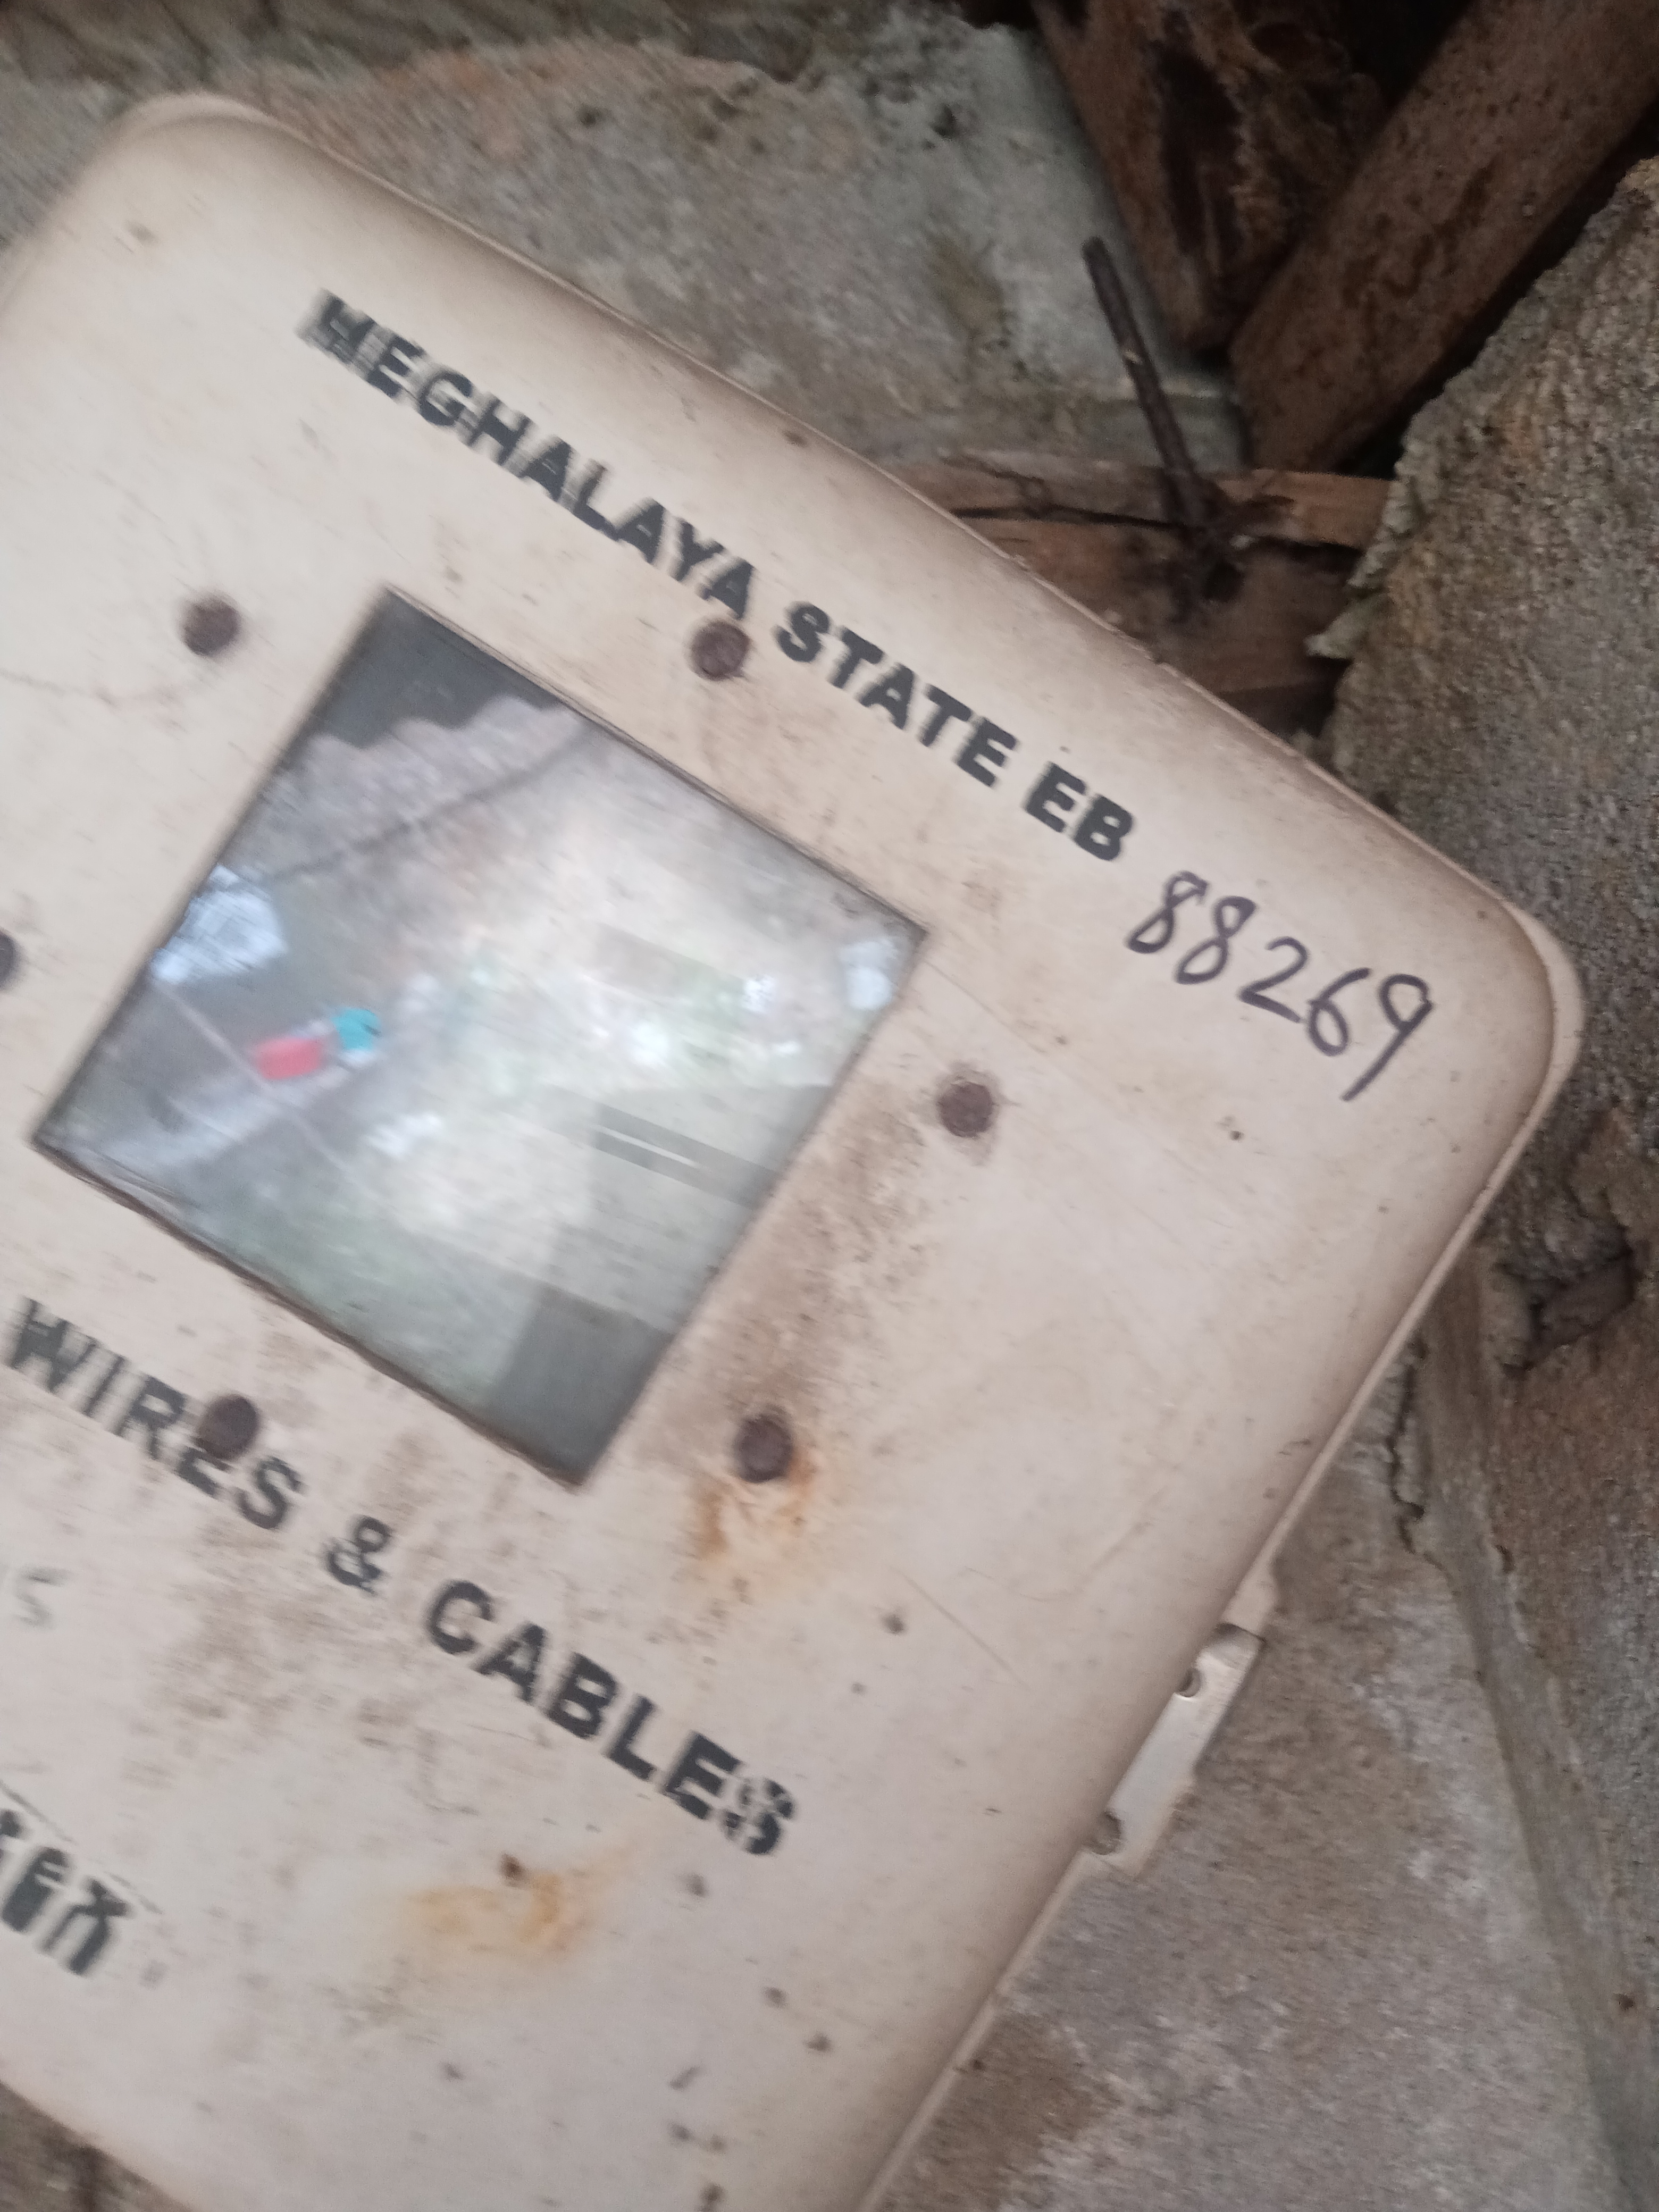 MEGHALAYA STATE EB
88269
WIRES & CABLES